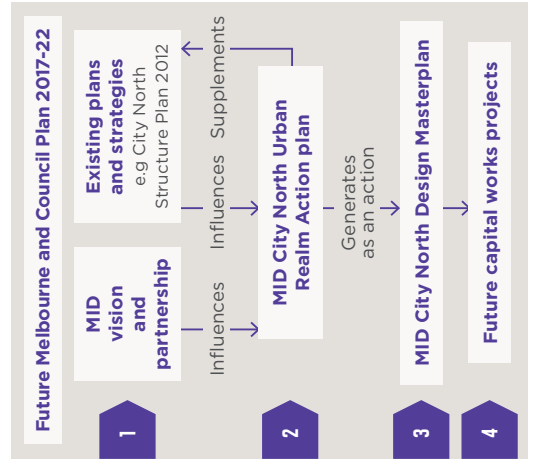 Future Melbourne and Council Plan 2017-22
1
MID
vision
and
partnership
Existing plans
and strategies
e.g City North
Structure Plan 2012
Influences
Influences
Supplements
2
MID City North Urban
Realm Action plan
Generates
as an action
3
MID City North Design Masterplan
4
Future capital works projects